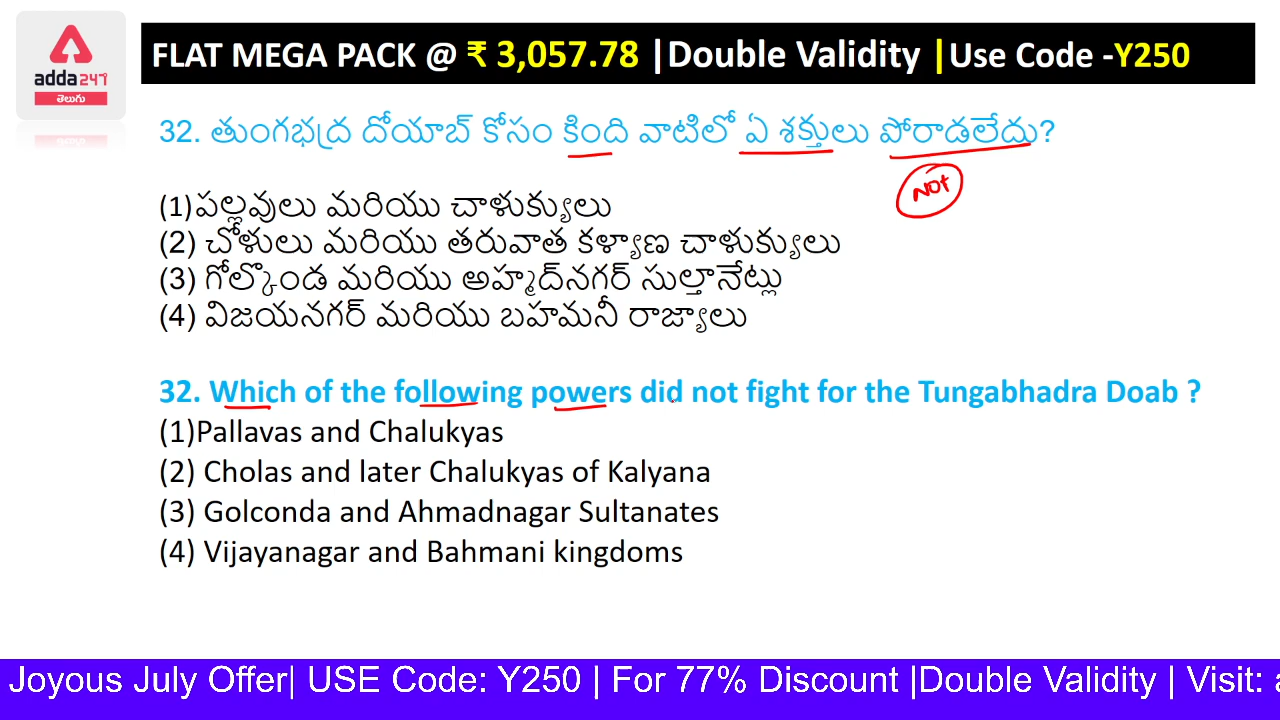 adda247
తెలుగు
FLAT MEGA PACK @ ₹ 3,057.78 |Double Validity |Use Code -Y250
32. తుంగభద్ర దోయాబ్ కోసం కింది వాటిలో ఏ శక్తులు పోరాడలేదు?
NOT
(1)పల్లవులు మరియు చాళుక్యులు
(2) చోళులు మరియు తరువాత కళ్యాణ చాళుక్యులు
(3) గోల్కొండ మరియు అహ్మద్‌నగర్ సుల్తానేట్లు
(4) విజయనగర్ మరియు బహమనీ రాజ్యాలు
32. Which of the following powers did not fight for the Tungabhadra Doab ?
(1)Pallavas and Chalukyas
(2) Cholas and later Chalukyas of Kalyana
(3) Golconda and Ahmadnagar Sultanates
(4) Vijayanagar and Bahmani kingdoms
Joyous July Offer| USE Code: Y250 | For 77% Discount |Double Validity | Visit: a